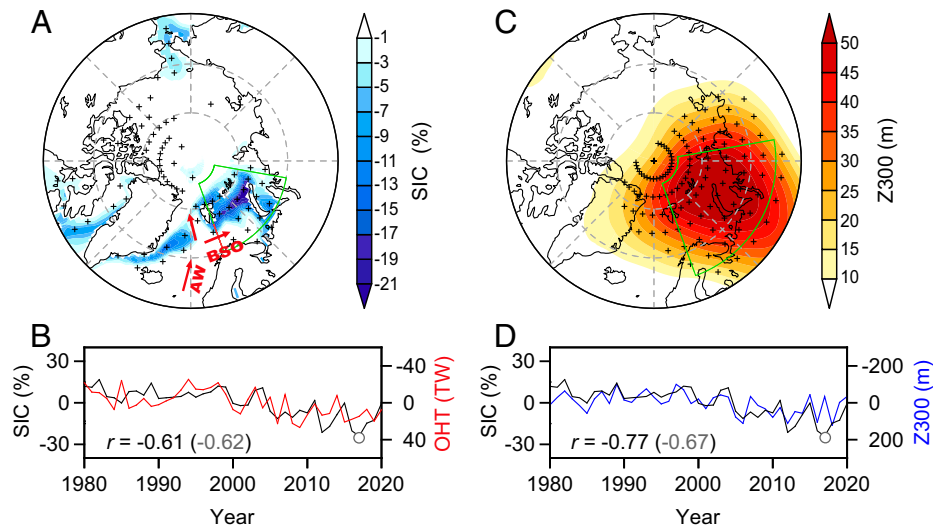 A
AW
BSO
-1
-3
-5
-7
-9
-11
-13
-15
-17
-19
-21
SIC (%)
C
50
45
40
35
30
25
20
15
10
Z300 (m)
B
30
0
-30
SIC (%)
-40
0
40
OHT (TW)
r = -0.61 (-0.62)
1980 1990 2000 2010 2020
Year
D
30
0
-30
SIC (%)
-200
0
200
Z300 (m)
r = -0.77 (-0.67)
1980 1990 2000 2010 2020
Year